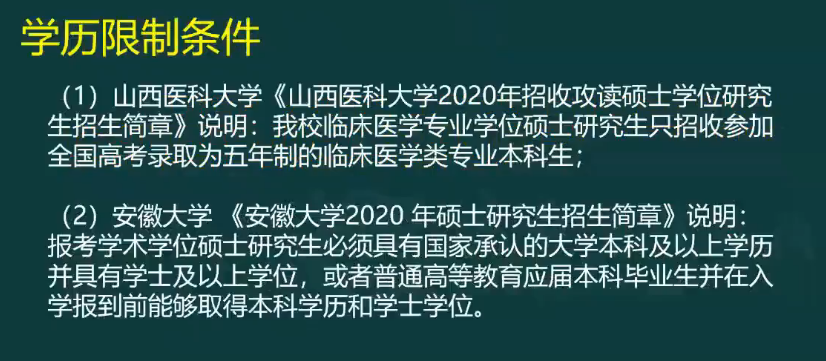 学历限制条件
（1）山西医科大学《山西医科大学2020年招收攻读硕士学位研究
生招生简章》说明：我校临床医学专业学位硕士研究生只招收参加
全国高考录取为五年制的临床医学类专业本科生；
（2）安徽大学 《安徽大学2020 年硕士研究生招生简章》说明：
报考学术学位硕士研究生必须具有国家承认的大学本科及以上学历
并具有学士及以上学位，或者普通高等教育应届本科毕业生并在入
学报到前能够取得本科学历和学士学位。